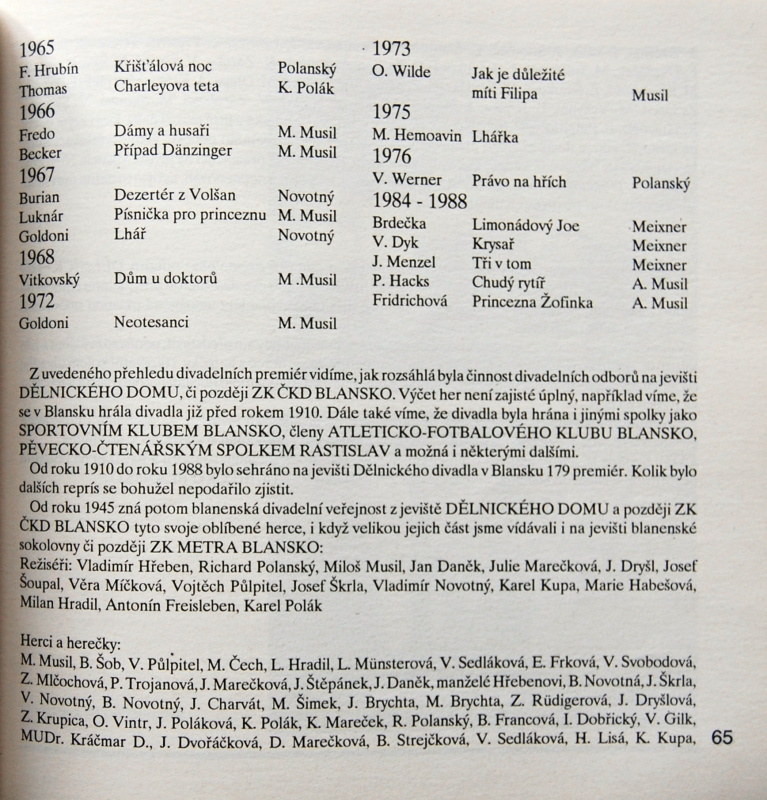 1965
F. Hrubín Křišťálová noc Polanský
Thomas Charleyova teta K. Polák
1966
Fredo Dámy a husaři M. Musil
Becker Případ Dänzinger M. Musil
1967
Burian Dezertér z Volšan Novotný
Luknár Písnička pro princeznu M. Musil
Goldoni Lhář Novotný
1968
Vitkovský Dům u doktorů M .Musil
1972
Goldoni Neotesanci M. Musil
1973
O. Wilde Jak je důležité
míti Filipa Musil
1975
M. Hemoavin Lhářka
1976
V. Werner Právo na hřích Polanský
1984 - 1988
Brdečka Limonádový Joe Meixner
V. Dyk Krysař Meixner
J. Menzel Tři v tom Meixner
P. Hacks Chudý rytíř A. Musil
Fridrichová Princezna Žofinka A. Musil
Z uvedeného přehledu divadelních premiér vidíme, jak rozsáhlá byla činnost divadelních odborů na jevišti
DĚLNICKÉHO DOMU, či později ZK ČKD BLANSKO. Výčet her není zajisté úplný, například víme, že
se v Blansku hrála divadla již před rokem 1910. Dále také víme, že divadla byla hrána i jinými spolky jako
SPORTOVNÍM KLUBEM BLANSKO, členy ATLETICKO-FOTBALOVÉHO KLUBU BLANSKO,
PĚVECKO-ČTENÁŘSKÝM SPOLKEM RASTISLAV a možná i některými dalšími.
Od roku 1910 do roku 1988 bylo sehráno na jevišti Dělnického divadla v Blansku 179 premiér. Kolik bylo
dalších repríz se bohužel nepodařilo zjistit.
Od roku 1945 zná potom blanenská divadelní veřejnost z jeviště DĚLNICKÉHO DOMU a později ZK
ČKD BLANSKO tyto svoje oblíbené herce, i když velikou jejich část jsme vídávali i na jevišti blanenské
sokolovny či později ZK METRA BLANSKO:
Režiséři: Vladimír Hřeben, Richard Polanský, Miloš Musil, Jan Daněk, Julie Marečková, J. Dryšl, Josef
Šoupal, Věra Míčková, Vojtěch Půlpitel, Josef Škrla, Vladimír Novotný, Karel Kupa, Marie Habešová,
Milan Hradil, Antonín Freisleben, Karel Polák
Herci a herečky:
M. Musil, B. Šob, V. Půlpitel, M. Čech, L. Hradil, L. Münsterová, V. Sedláková, E. Frková, V. Svobodová,
Z. Mlčochová, P. Trojanová, J. Marečková, J. Štěpánek, J. Daněk, manželé Hřebenovi, B. Novotná, J. Škrla,
V. Novotný, B. Novotný, J. Charvát, M. Šimek, J. Brychta, M. Brychta, Z. Rüdigerová, J. Dryšlová,
Z. Krupica, O. Vintr, J. Poláková, K. Polák, K. Mareček, R. Polanský, B. Francová, I. Dobřický, V. Gilk,
MUDr. Kráčmar D., J. Dvořáčková, D. Marečková, B. Strejčková, V. Sedláková, H. Lisá, K. Kupa,
65